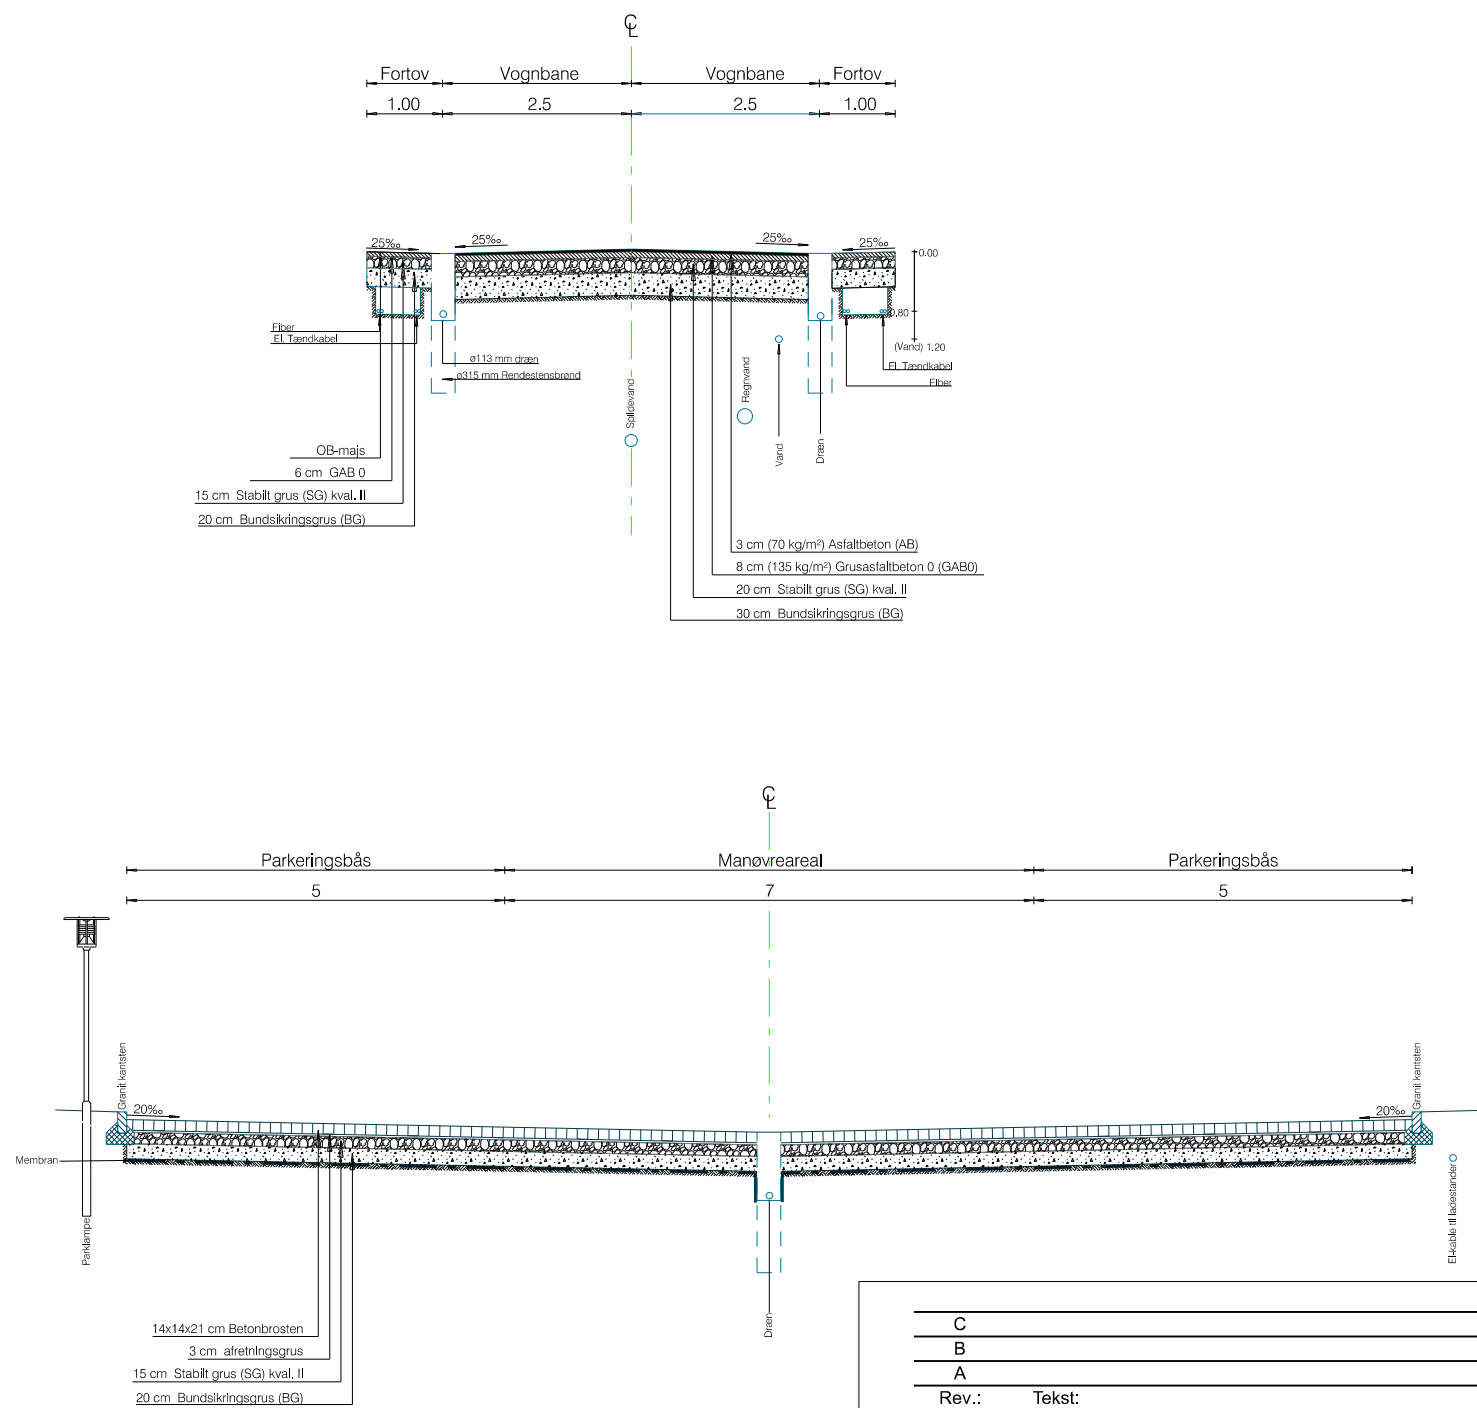 ℄
Fortov Vognbane Vognbane Fortov
1.00 2.5 2.5 1.00
25‰ 25‰ 25‰ 25‰
0.00
0,80
(Vand) 1.20
Fiber
El, Tændkabel
ø113 mm dræn
ø315 mm Rendestensbrønd
Spildevand
Regnvand
Vand
Dræn
El, Tændkabel
Fiber
OB-majs
6 cm GAB 0
15 cm Stabilt grus (SG) kval. II
20 cm Bundsikringsgrus (BG)
3 cm (70 kg/m²) Asfaltbeton (AB)
8 cm (135 kg/m²) Grusasfaltbeton 0 (GAB0)
20 cm Stabilt grus (SG) kval. II
30 cm Bundsikringsgrus (BG)
℄
Parkeringsbås Manøvreareal Parkeringsbås
5 7 5
Granit kantsten
Granit kantsten
20‰ 20‰
Membran
Parklampe
El-kable til ladestander
Dræn
14x14x21 cm Betonbrosten
3 cm afretningsgrus
15 cm Stabilt grus (SG) kval. II
20 cm Bundsikringsgrus (BG)
C
B
A
Rev.: Tekst: